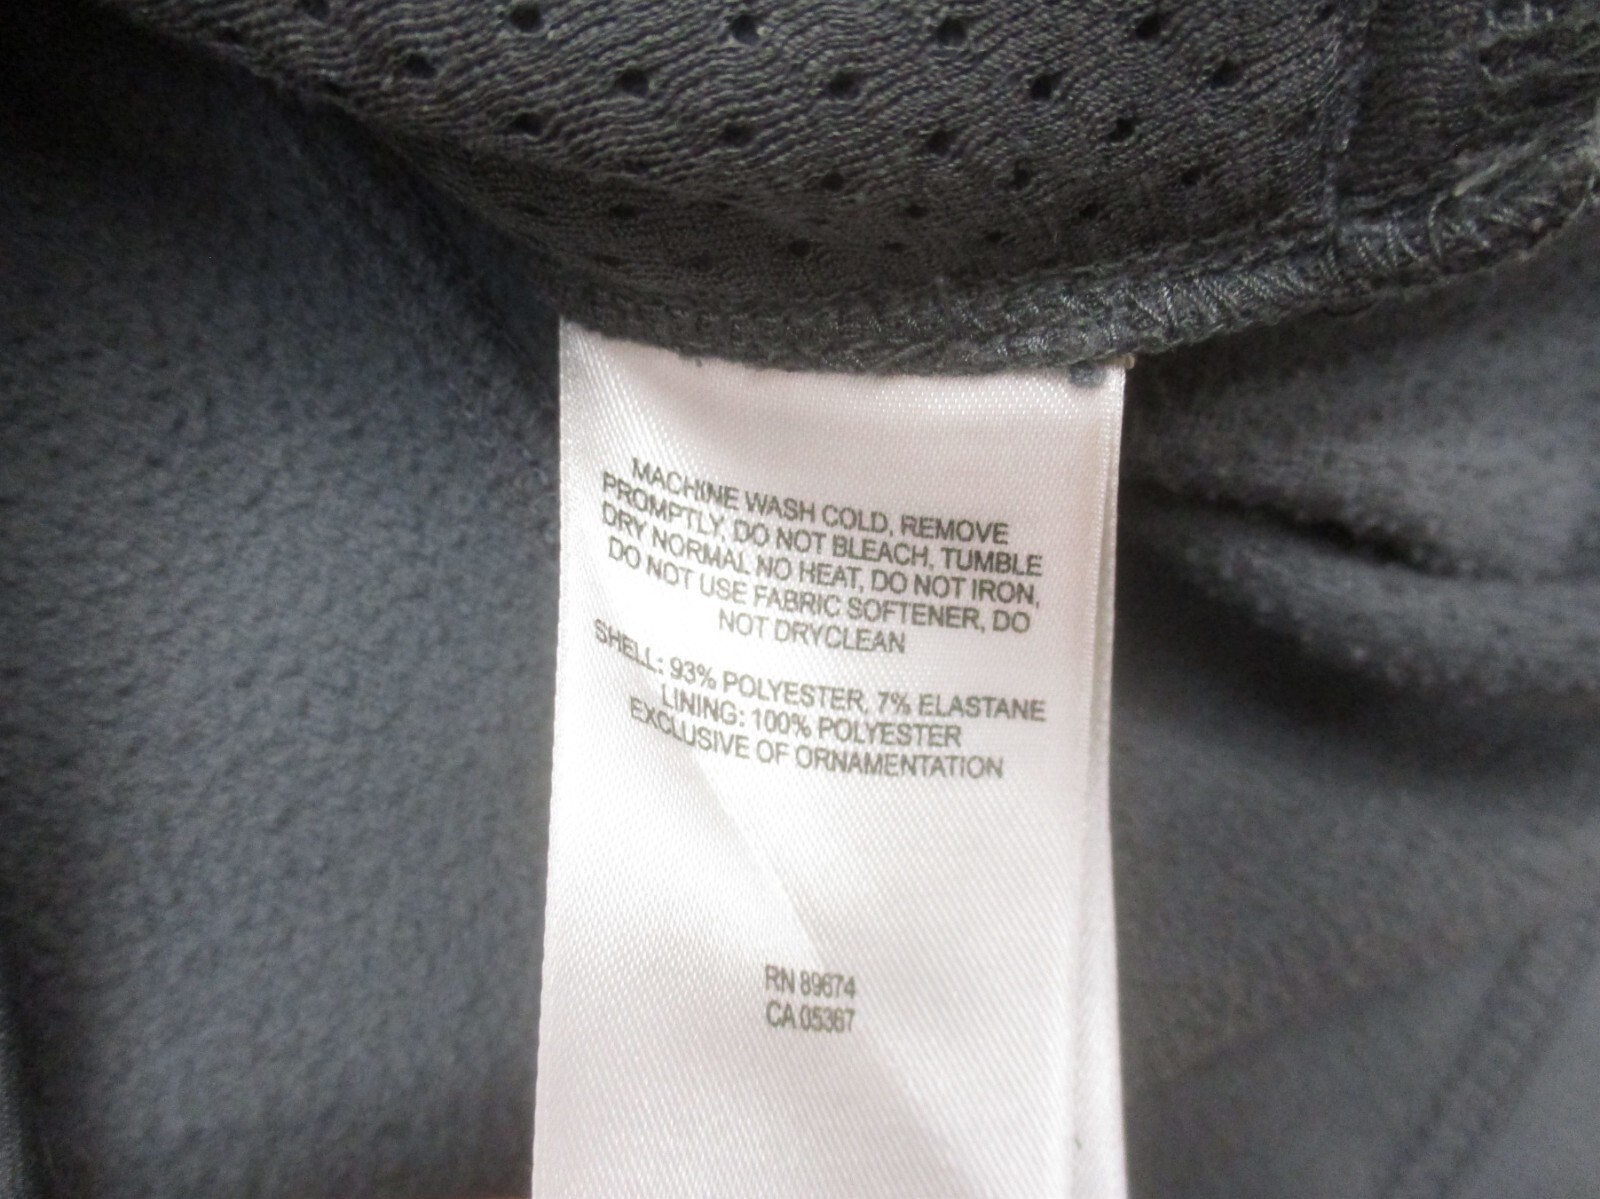 MACHINE WASH COLD, REMOVE
PROMPTLY, DO NOT BLEACH, TUMBLE
DRY NORMAL NO HEAT, DO NOT IRON,
DO NOT USE FABRIC SOFTENER, DO
NOT DRYCLEAN
SHELL: 93% POLYESTER, 7% ELASTANE
LINING: 100% POLYESTER
EXCLUSIVE OF ORNAMENTATION
RN 89674
CA 05367